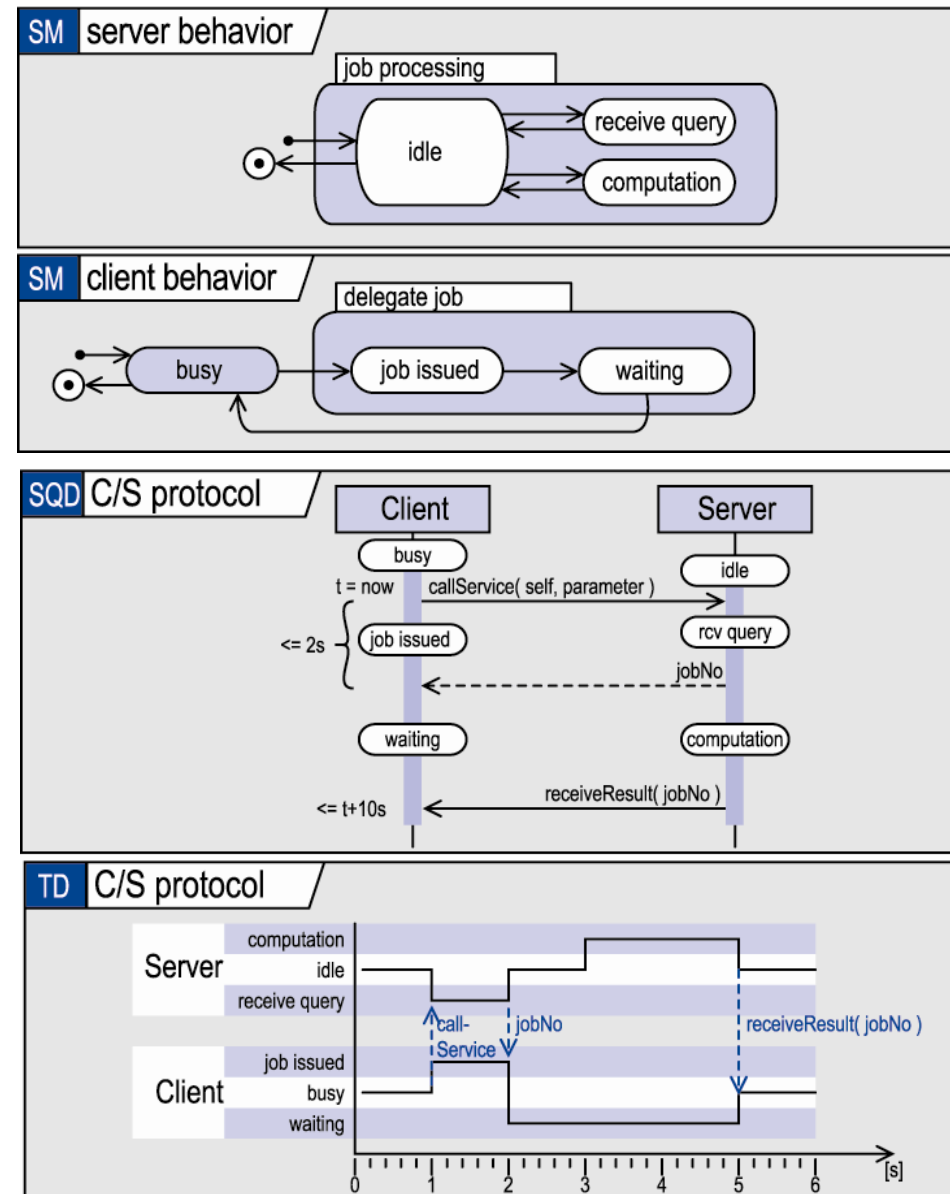 SM server behavior
job processing
idle
receive query
computation
SM client behavior
delegate job
busy
job issued
waiting
SQD C/S protocol
Client
Server
busy
idle
t = now
callService( self, parameter )
<= 2s
job issued
rcv query
jobNo
waiting
computation
receiveResult( jobNo )
<= t+10s
TD C/S protocol
Server
computation
idle
receive query
call-
Service
jobNo
receiveResult( jobNo )
Client
job issued
busy
waiting
0 1 2 3 4 5 6 [s]